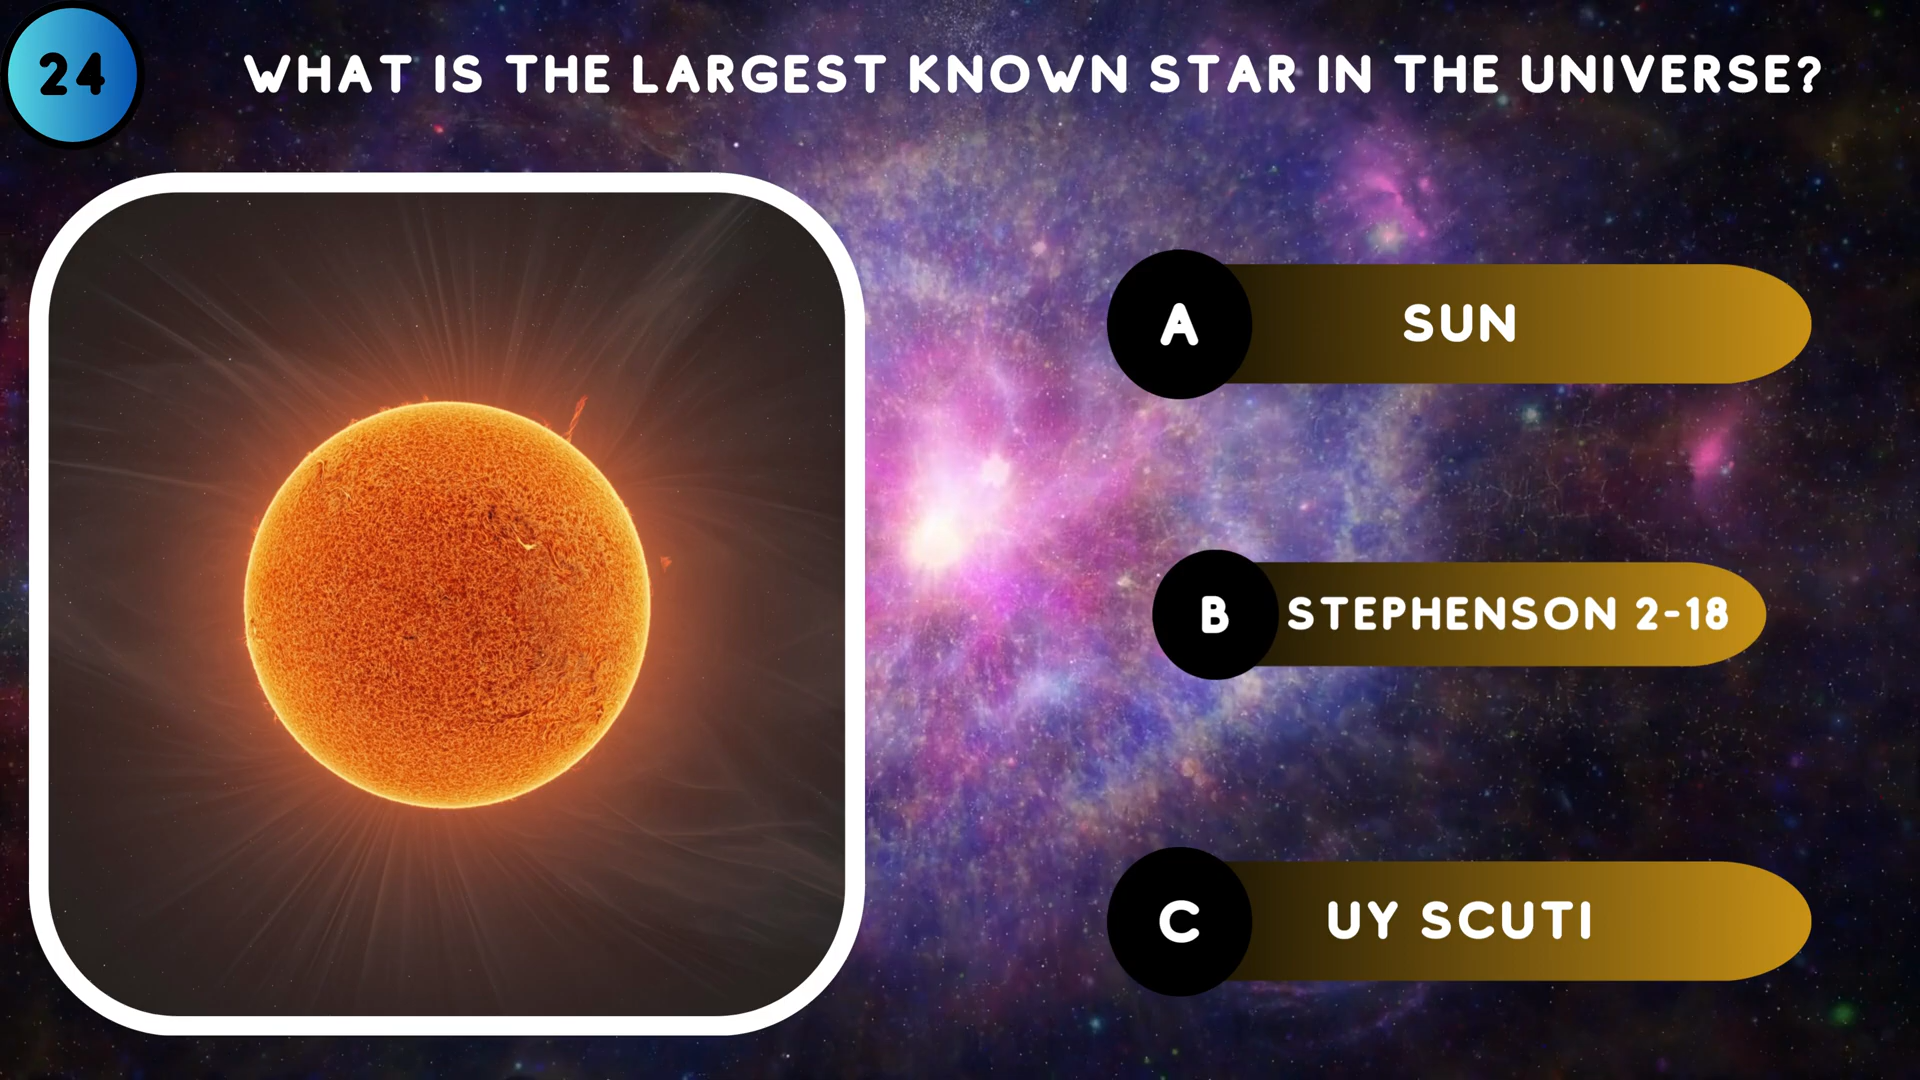 24
WHAT IS THE LARGEST KNOWN STAR IN THE UNIVERSE?
A SUN
B STEPHENSON 2-18
C UY SCUTI